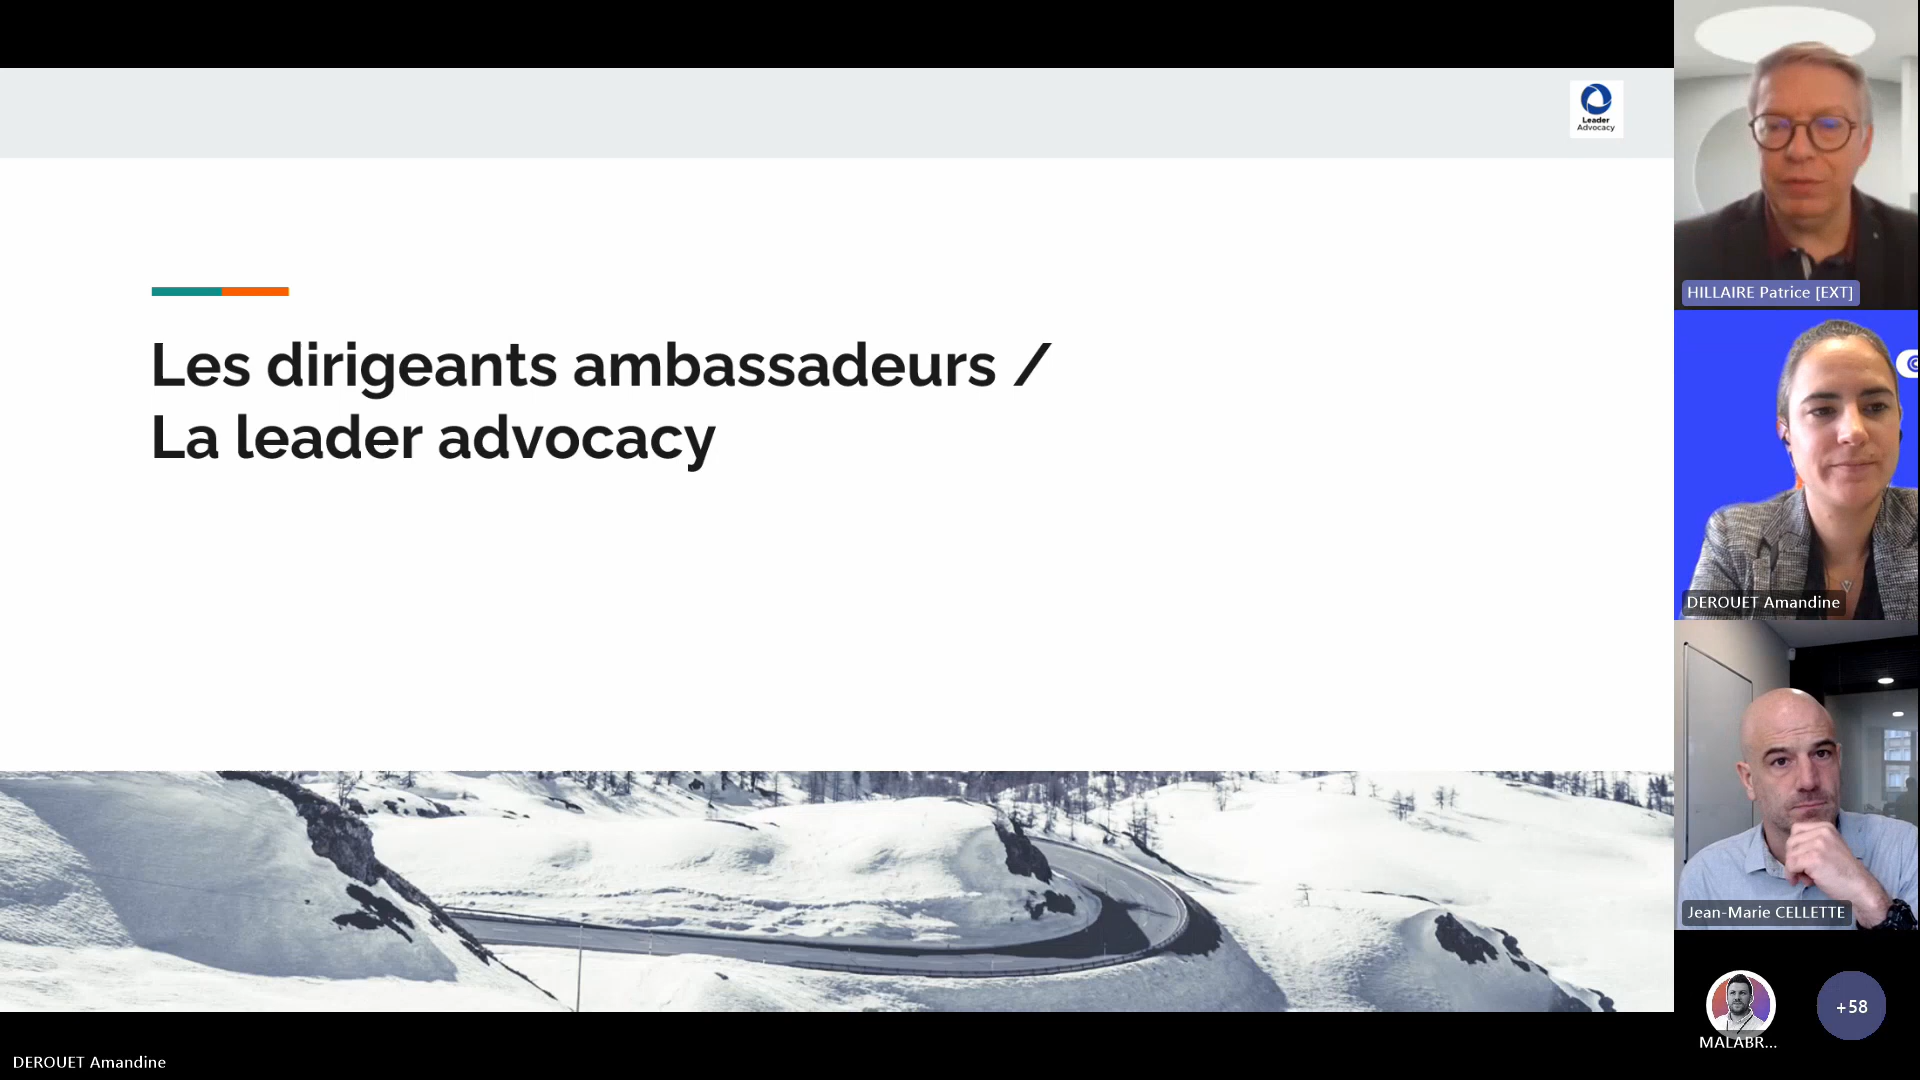 Leader
Advocacy
Les dirigeants ambassadeurs /
La leader advocacy
HILLAIRE Patrice [EXT]
DEROUET Amandine
Jean-Marie CELLETTE
MALABR...
+58
DEROUET Amandine